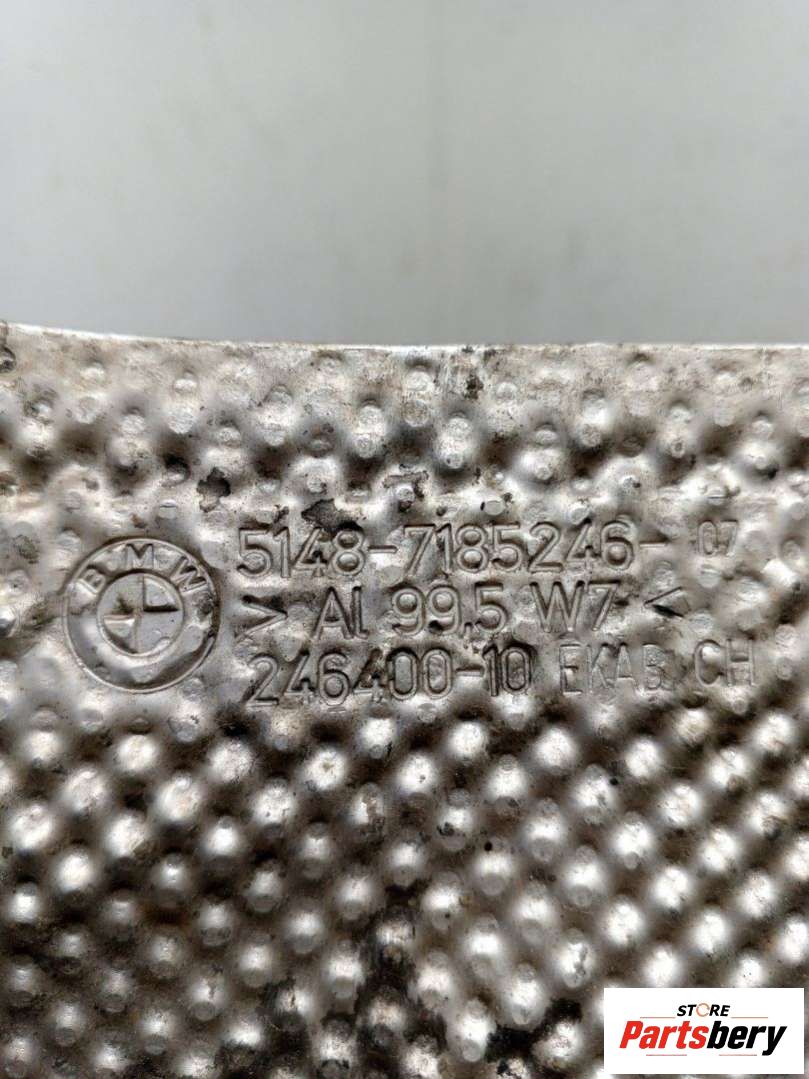 BMW
5148-7185246- 07
> Al 99,5 W7 <
246400-10 EKAB CH
STORE
Partsbery